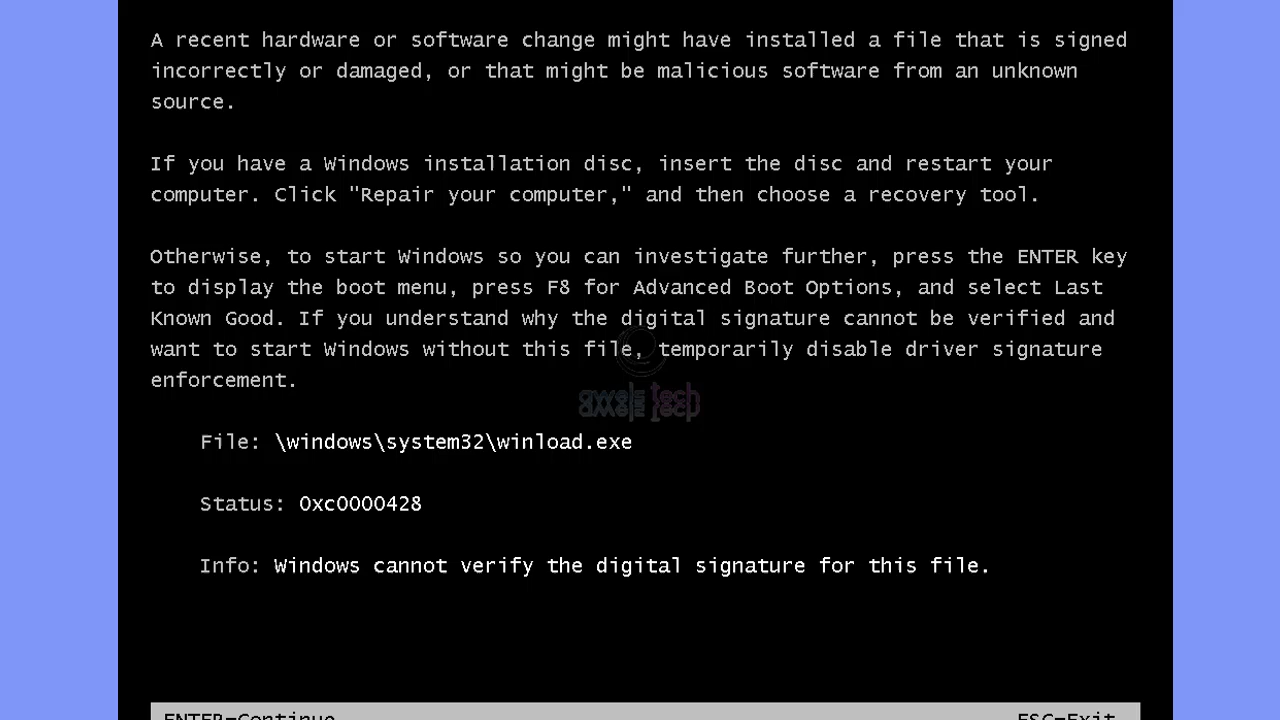 A recent hardware or software change might have installed a file that is signed
incorrectly or damaged, or that might be malicious software from an unknown
source.
If you have a Windows installation disc, insert the disc and restart your
computer. Click "Repair your computer," and then choose a recovery tool.
Otherwise, to start Windows so you can investigate further, press the ENTER key
to display the boot menu, press F8 for Advanced Boot Options, and select Last
Known Good. If you understand why the digital signature cannot be verified and
want to start Windows without this file, temporarily disable driver signature
enforcement.
File: \windows\system32\winload.exe
Status: 0xc0000428
Info: Windows cannot verify the digital signature for this file.
ENTER=Continue ESC=Exit